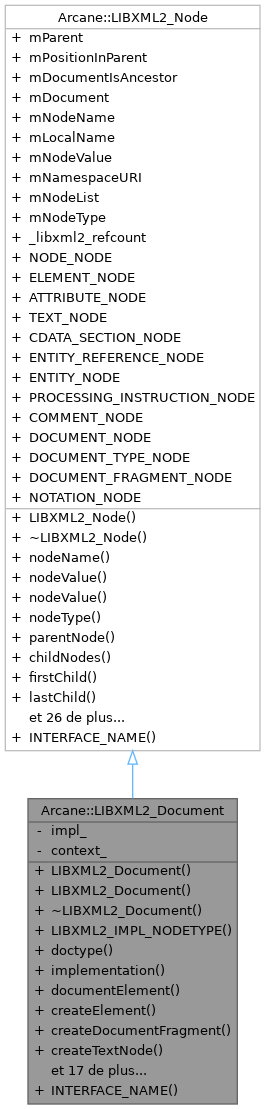 Arcane::LIBXML2_Node
+ mParent
+ mPositionInParent
+ mDocumentIsAncestor
+ mDocument
+ mNodeName
+ mLocalName
+ mNodeValue
+ mNamespaceURI
+ mNodeList
+ mNodeType
+ _libxml2_refcount
+ NODE_NODE
+ ELEMENT_NODE
+ ATTRIBUTE_NODE
+ TEXT_NODE
+ CDATA_SECTION_NODE
+ ENTITY_REFERENCE_NODE
+ ENTITY_NODE
+ PROCESSING_INSTRUCTION_NODE
+ COMMENT_NODE
+ DOCUMENT_NODE
+ DOCUMENT_TYPE_NODE
+ DOCUMENT_FRAGMENT_NODE
+ NOTATION_NODE
+ LIBXML2_Node()
+ ~LIBXML2_Node()
+ nodeName()
+ nodeValue()
+ nodeValue()
+ nodeType()
+ parentNode()
+ childNodes()
+ firstChild()
+ lastChild()
et 26 de plus...
+ INTERFACE_NAME()
Arcane::LIBXML2_Document
- impl_
- context_
+ LIBXML2_Document()
+ LIBXML2_Document()
+ ~LIBXML2_Document()
+ LIBXML2_IMPL_NODETYPE()
+ doctype()
+ implementation()
+ documentElement()
+ createElement()
+ createDocumentFragment()
+ createTextNode()
et 17 de plus...
+ INTERFACE_NAME()